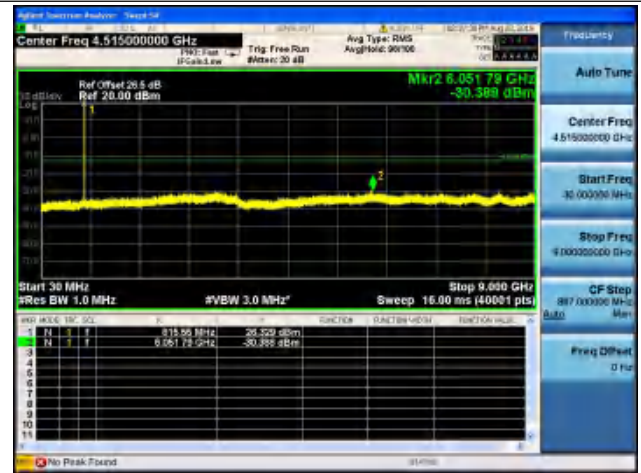 Agilent Spectrum Analyzer - Swept SA
Center Freq 4.515000000 GHz
PNO: Fast
IFGain:Low
Trig: Free Run
#Atten: 20 dB
Avg Type: RMS
Avg|Hold: 90/100
Frequency
Mkr2 6.051 79 GHz
-30.389 dBm
Ref Offset 26.5 dB
Ref 20.00 dBm
10 dB/div
Log
1
2
Auto Tune
Center Freq
4.515000000 GHz
Start Freq
30.000000 MHz
Stop Freq
9.000000000 GHz
CF Step
897.000000 MHz
Auto Man
Freq Offset
0 Hz
Start 30 MHz
Stop 9.000 GHz
#Res BW 1.0 MHz
#VBW 3.0 MHz*
Sweep 16.00 ms (40001 pts)
MKR MODE TRC SCL X Y FUNCTION FUNCTION WIDTH FUNCTION VALUE
1 N 1 f 815.56 MHz 26.329 dBm
2 N 1 f 6.051 79 GHz -30.389 dBm
3
4
5
6
7
8
9
10
11
No Peak Found
STATUS